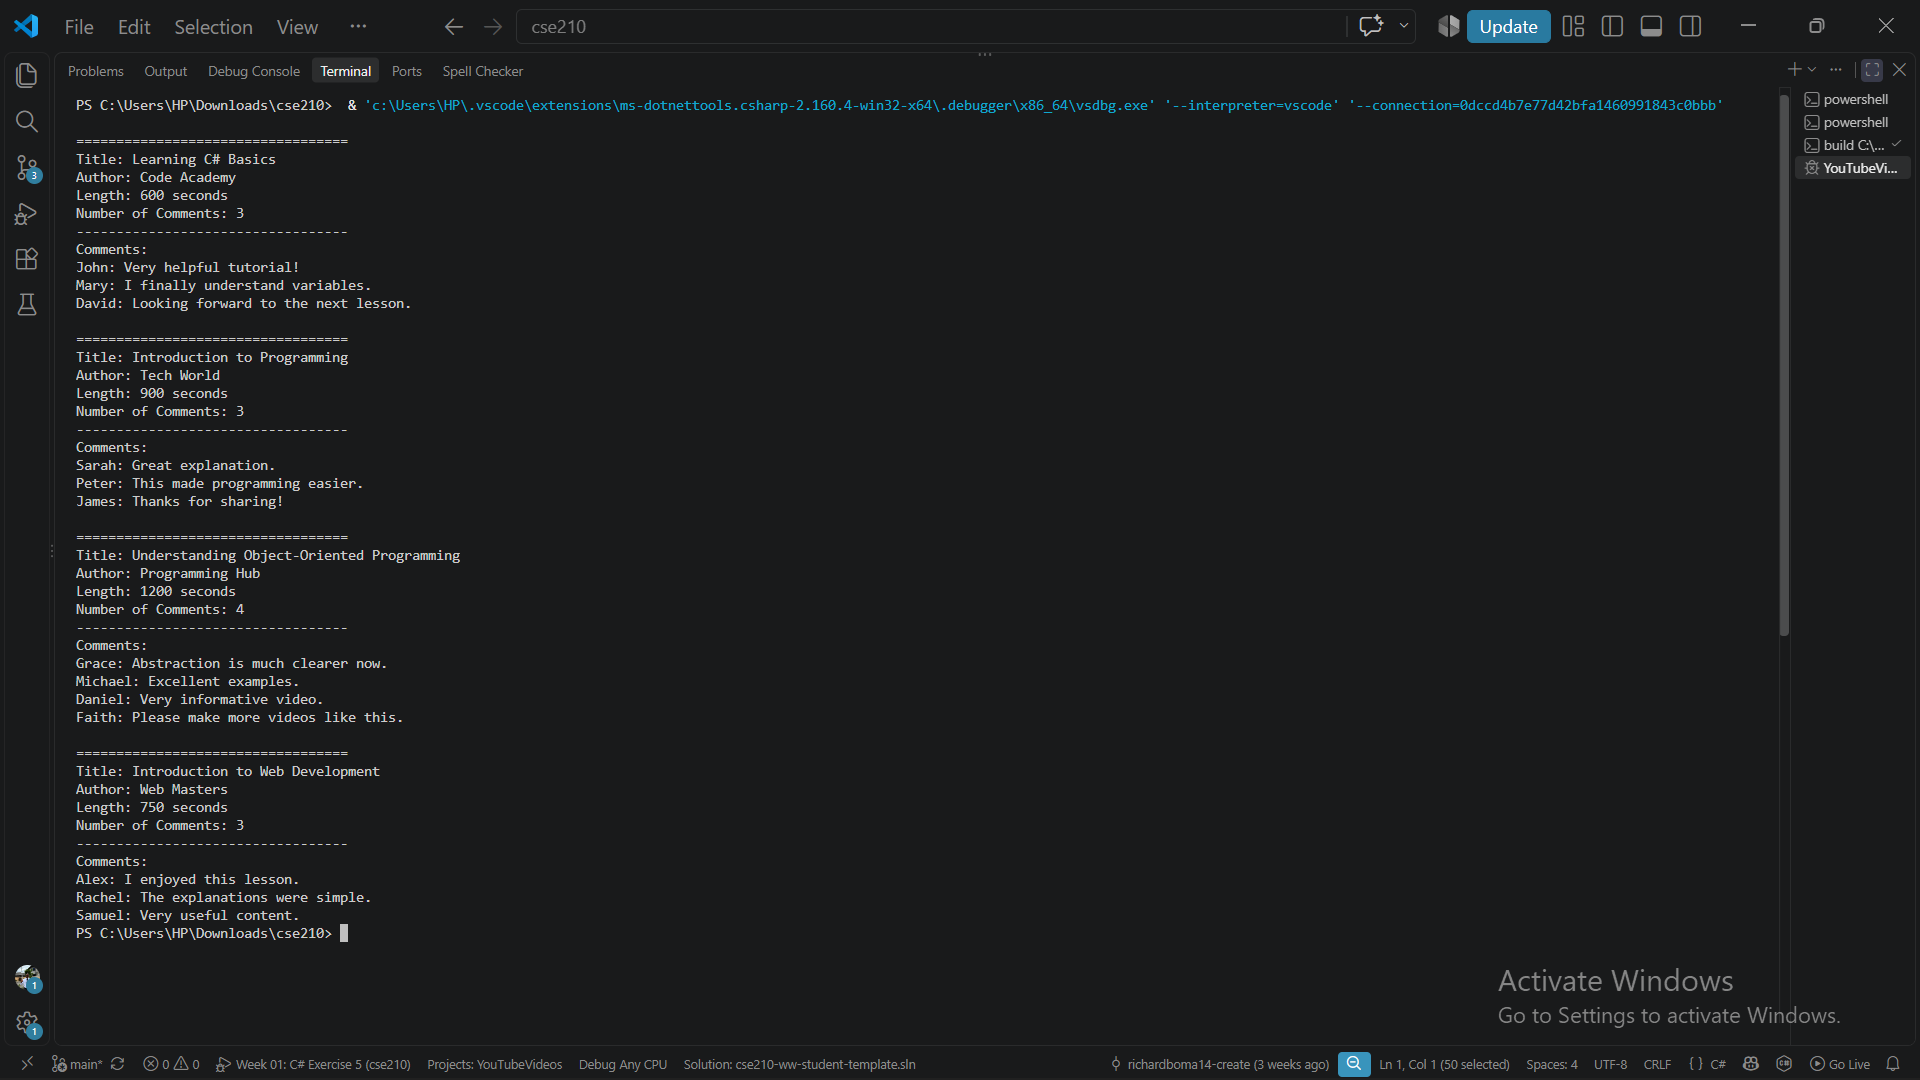 File Edit Selection View ··· cse210 Update
Problems Output Debug Console Terminal Ports Spell Checker
PS C:\Users\HP\Downloads\cse210>  & 'c:\Users\HP\.vscode\extensions\ms-dotnettools.csharp-2.160.4-win32-x64\.debugger\x86_64\vsdbg.exe' '--interpreter=vscode' '--connection=0dccd4b7e77d42bfa1460991843c0bbb'
==================================
Title: Learning C# Basics
Author: Code Academy
Length: 600 seconds
Number of Comments: 3
----------------------------------
Comments:
John: Very helpful tutorial!
Mary: I finally understand variables.
David: Looking forward to the next lesson.
==================================
Title: Introduction to Programming
Author: Tech World
Length: 900 seconds
Number of Comments: 3
----------------------------------
Comments:
Sarah: Great explanation.
Peter: This made programming easier.
James: Thanks for sharing!
==================================
Title: Understanding Object-Oriented Programming
Author: Programming Hub
Length: 1200 seconds
Number of Comments: 4
----------------------------------
Comments:
Grace: Abstraction is much clearer now.
Michael: Excellent examples.
Daniel: Very informative video.
Faith: Please make more videos like this.
==================================
Title: Introduction to Web Development
Author: Web Masters
Length: 750 seconds
Number of Comments: 3
----------------------------------
Comments:
Alex: I enjoyed this lesson.
Rachel: The explanations were simple.
Samuel: Very useful content.
PS C:\Users\HP\Downloads\cse210>
powershell
powershell
build C:\...
YouTubeVi...
3
1
1
Activate Windows
Go to Settings to activate Windows.
main* 0 0 Week 01: C# Exercise 5 (cse210) Projects: YouTubeVideos Debug Any CPU Solution: cse210-ww-student-template.sln richardboma14-create (3 weeks ago) Ln 1, Col 1 (50 selected) Spaces: 4 UTF-8 CRLF { } C# Go Live